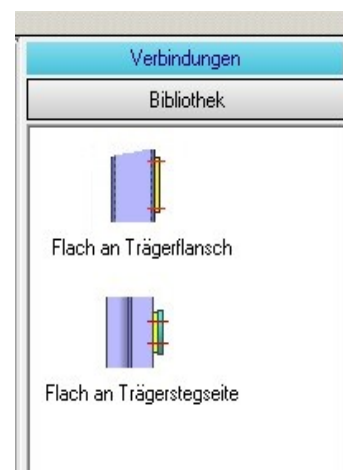 Verbindungen
Bibliothek
Flach an Trägerflansch
Flach an Trägerstegseite